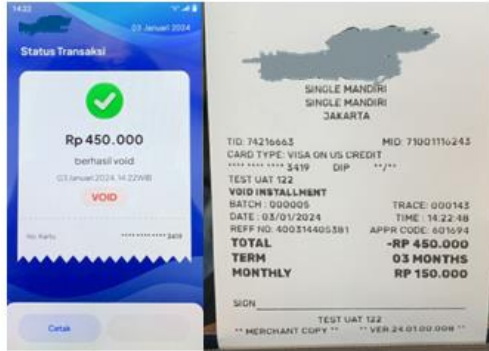 14:22
03 Januari 2024
Status Transaksi
Rp 450.000
berhasil void
03 Januari 2024, 14.22WIB
VOID
No. Kartu **** **** **** 3419
Cetak
SINGLE MANDIRI
SINGLE MANDIRI
JAKARTA
TID: 74216663 MID: 71001116243
CARD TYPE: VISA ON US CREDIT
**** **** **** 3419 DIP **/**
TEST UAT 122
VOID INSTALLMENT
BATCH : 000005 TRACE: 000143
DATE : 03/01/2024 TIME : 14:22:48
REFF NO: 400314405381 APPR CODE: 601694
TOTAL -RP 450.000
TERM 03 MONTHS
MONTHLY RP 150.000
SIGN
TEST UAT 122
** MERCHANT COPY ** ** VER.24.01.00.008 **